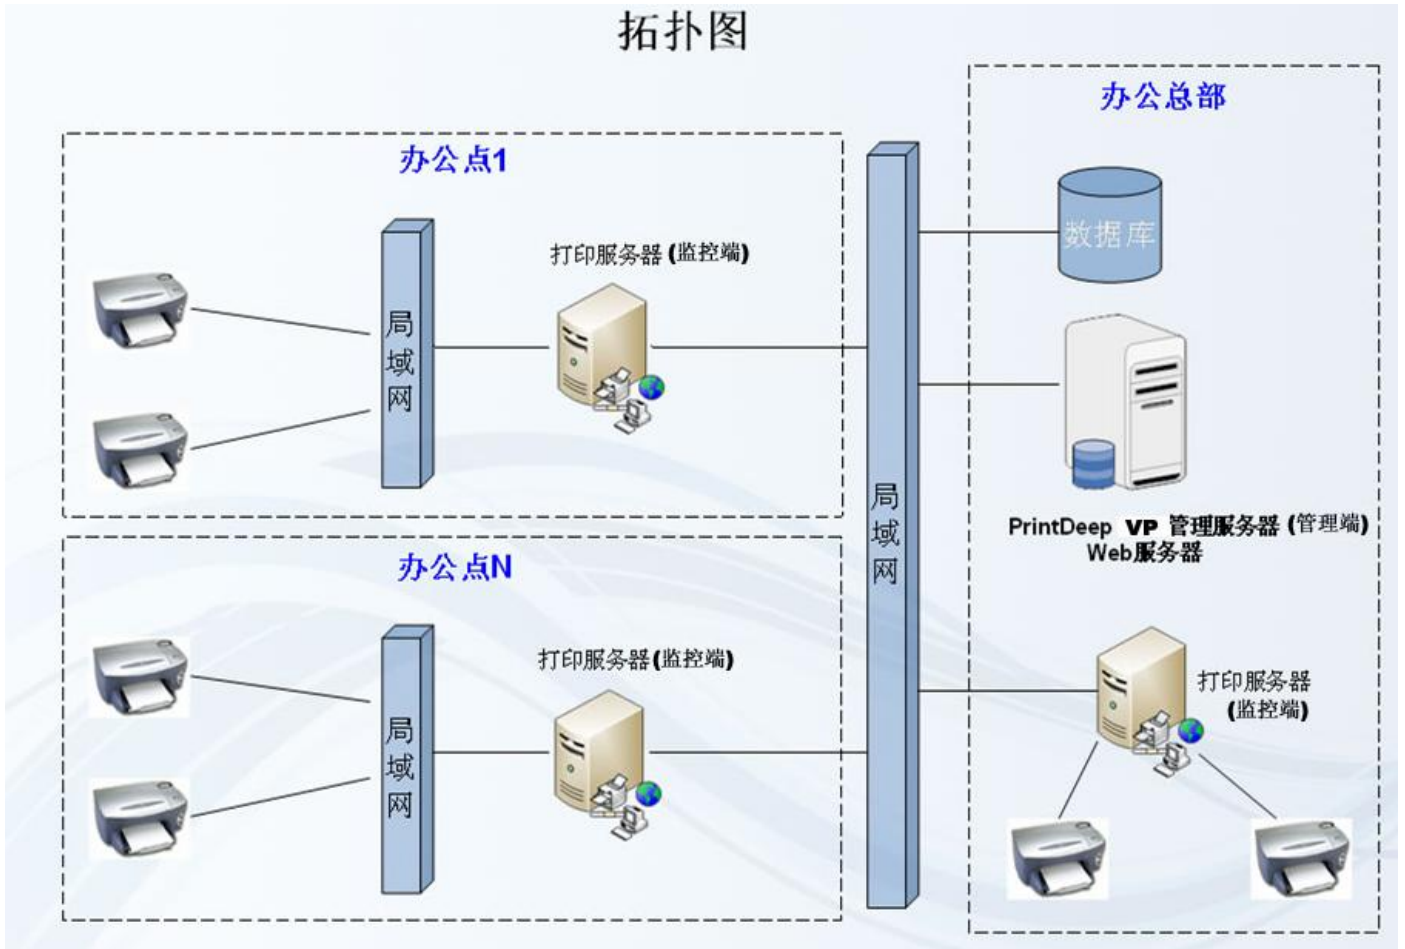 拓扑图
办公点1
打印服务器(监控端)
局域网
办公点N
打印服务器(监控端)
局域网
局域网
办公总部
数据库
PrintDeep VP 管理服务器(管理端)
Web服务器
打印服务器
(监控端)